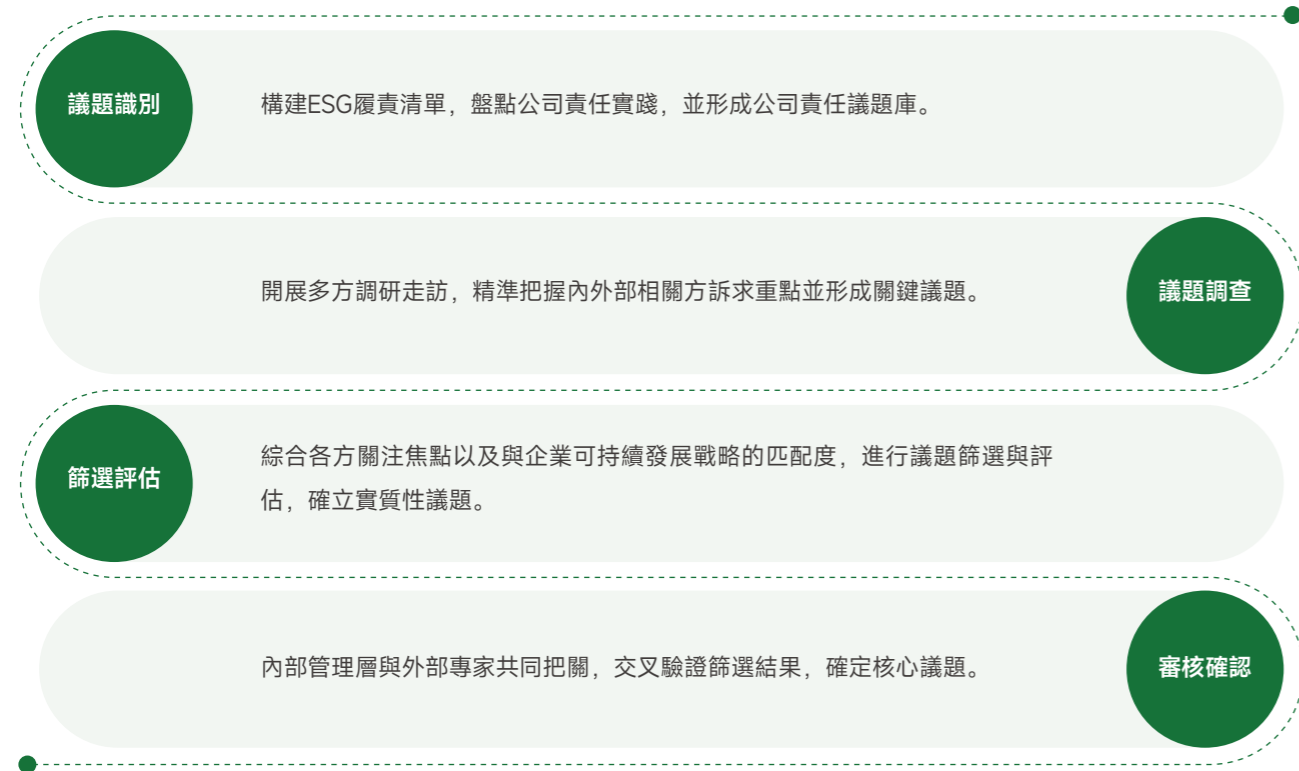 議題識別
構建ESG履責清單，盤點公司責任實踐，並形成公司責任議題庫。
開展多方調研走訪，精準把握內外部相關方訴求重點並形成關鍵議題。
議題調查
篩選評估
綜合各方關注焦點以及與企業可持續發展戰略的匹配度，進行議題篩選與評
估，確立實質性議題。
內部管理層與外部專家共同把關，交叉驗證篩選結果，確定核心議題。
審核確認